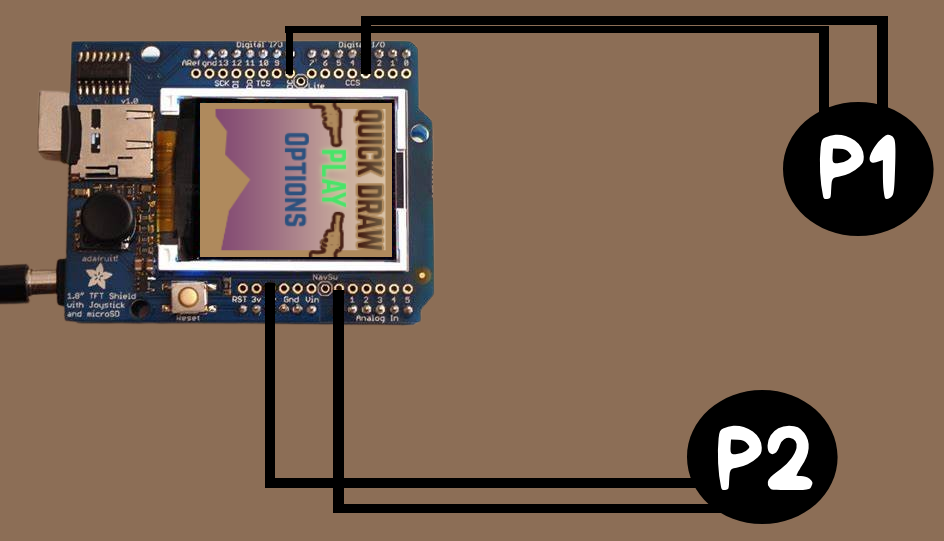 Digital I/O Digital I/O
ARef gnd 13 12 11 10 9 7 6 5 4 2 1 0
SCK TCS Lite CCS
v1.0
P1
QUICK DRAW
PLAY
OPTIONS
adafruit!
1.8" TFT Shield
with Joystick
and microSD
Reset
NavSw
RST 3v Gnd Vin 1 2 3 4 5
Analog In
P2